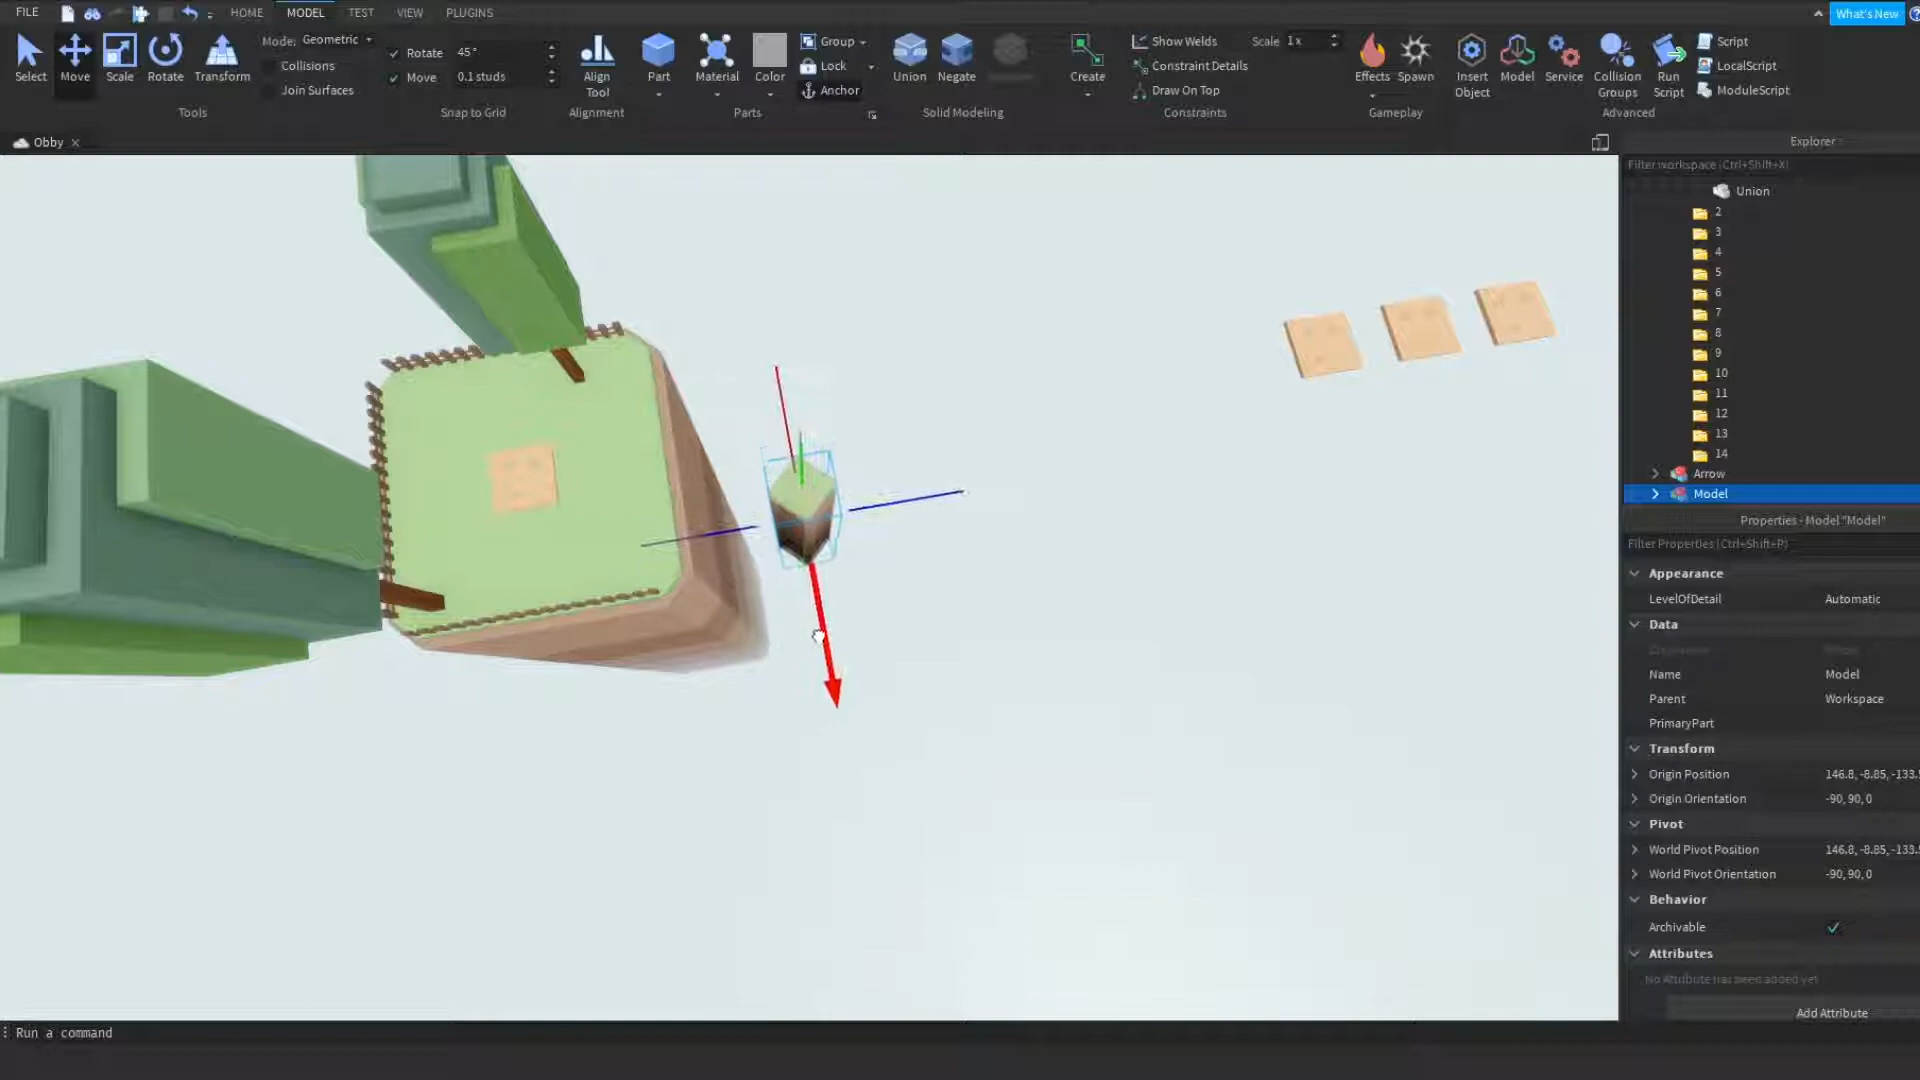 FILE HOME MODEL TEST VIEW PLUGINS What's New
Select Move Scale Rotate Transform
Mode: Geometric
Collisions
Join Surfaces
Tools
Rotate 45°
Move 0.1 studs
Snap to Grid
Align Tool
Alignment
Part Material Color
Group
Lock
Anchor
Parts
Union Negate
Solid Modeling
Create
Show Welds Scale 1x
Constraint Details
Draw On Top
Constraints
Effects Spawn
Gameplay
Insert Object Model Service Collision Groups Run Script
Script
LocalScript
ModuleScript
Advanced
Obby
Explorer
Filter workspace (Ctrl+Shift+X)
Union
2
3
4
5
6
7
8
9
10
11
12
13
14
Arrow
Model
Properties - Model "Model"
Filter Properties (Ctrl+Shift+P)
Appearance
LevelOfDetail Automatic
Data
Name Model
Parent Workspace
PrimaryPart
Transform
Origin Position 146.8, -8.85, -133.
Origin Orientation -90, 90, 0
Pivot
World Pivot Position 146.8, -8.85, -133.
World Pivot Orientation -90, 90, 0
Behavior
Archivable
Attributes
No Attribute has been added yet
Add Attribute
Run a command